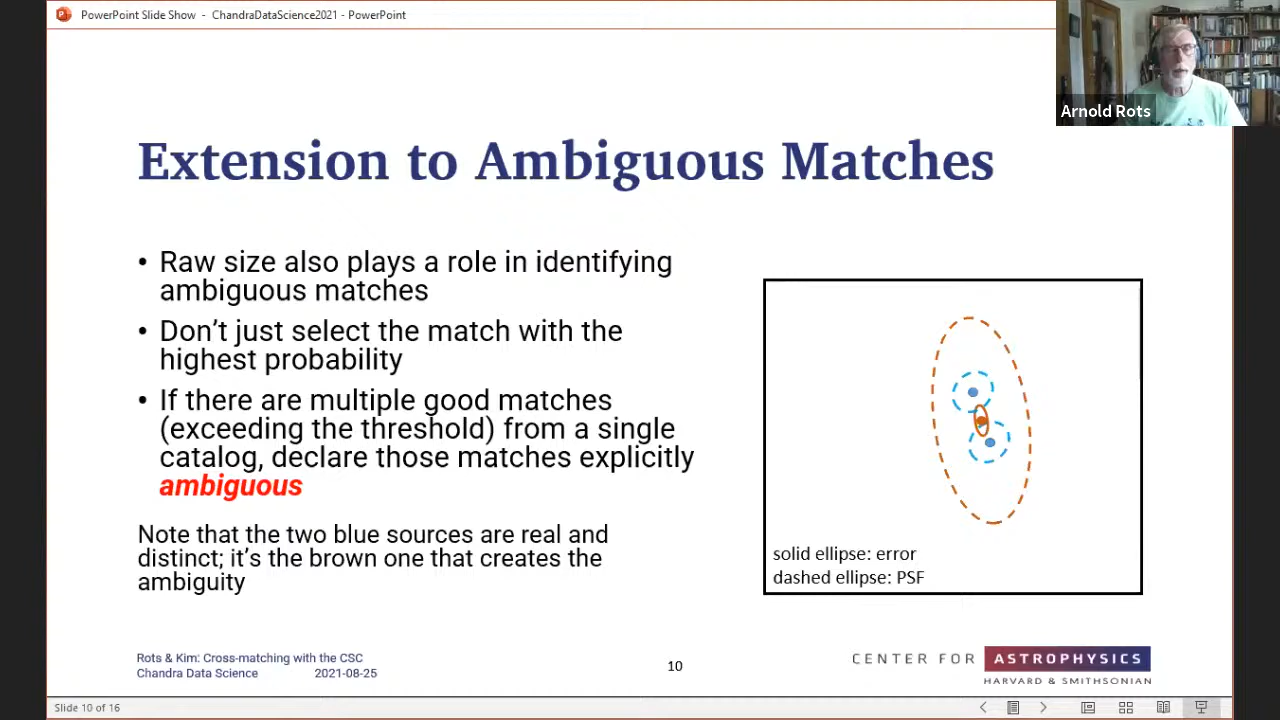 PowerPoint Slide Show - ChandraDataScience2021 - PowerPoint
Arnold Rots
Extension to Ambiguous Matches
• Raw size also plays a role in identifying
ambiguous matches
• Don’t just select the match with the
highest probability
• If there are multiple good matches
(exceeding the threshold) from a single
catalog, declare those matches explicitly
ambiguous
Note that the two blue sources are real and
distinct; it’s the brown one that creates the
ambiguity
solid ellipse: error
dashed ellipse: PSF
Rots & Kim: Cross-matching with the CSC
Chandra Data Science 2021-08-25
10
CENTER FOR ASTROPHYSICS
HARVARD & SMITHSONIAN
Slide 10 of 16